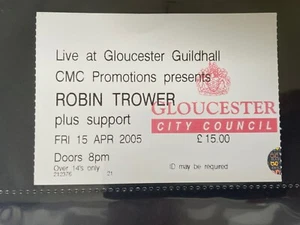 Live at Gloucester Guildhall
CMC Promotions presents
ROBIN TROWER
GLOUCESTER
plus support
CITY COUNCIL
FRI 15 APR 2005 £15.00
Doors 8pm
Over 14's only ID may be required
21